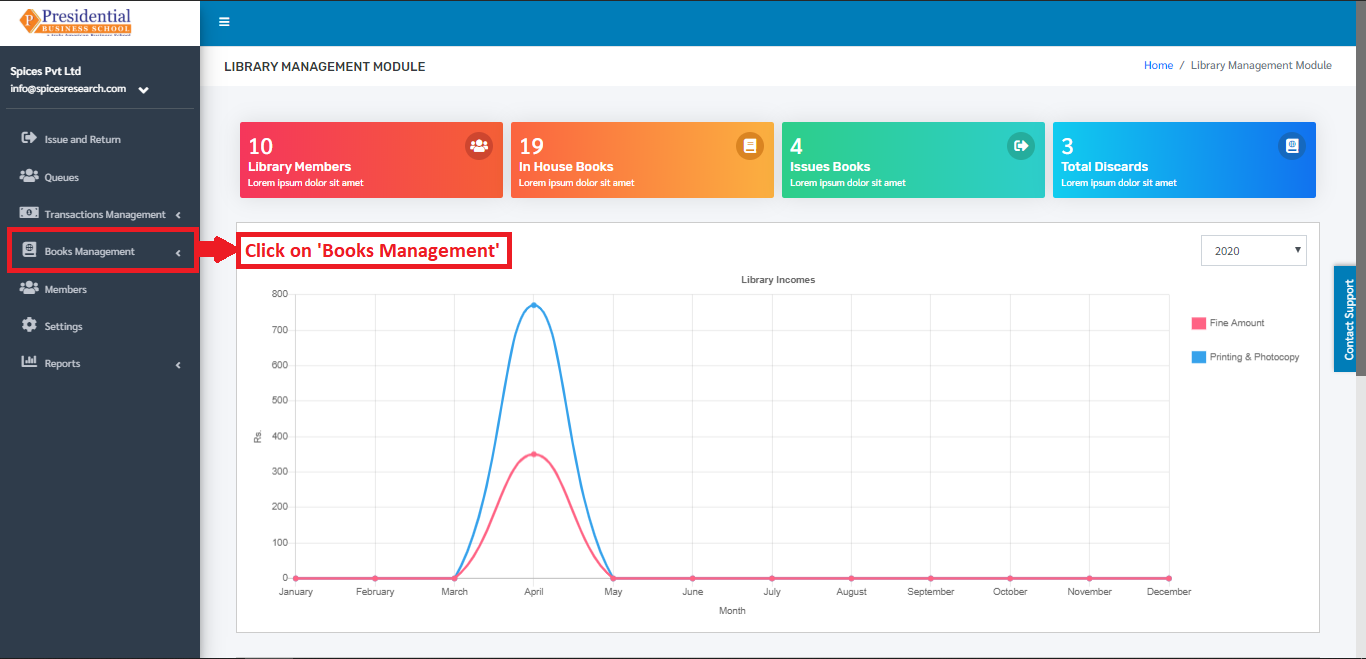 Presidential
BUSINESS SCHOOL
Spices Pvt Ltd
info@spicesresearch.com
Issue and Return
Queues
Transactions Management
Books Management
Members
Settings
Reports
LIBRARY MANAGEMENT MODULE
Home / Library Management Module
10
Library Members
Lorem ipsum dolor sit amet
19
In House Books
Lorem ipsum dolor sit amet
4
Issues Books
Lorem ipsum dolor sit amet
3
Total Discards
Lorem ipsum dolor sit amet
Click on 'Books Management'
2020
Library Incomes
800
700
600
500
400
300
200
100
0
Rs.
January February March April May June July August September October November December
Month
Fine Amount
Printing & Photocopy
Contact Support